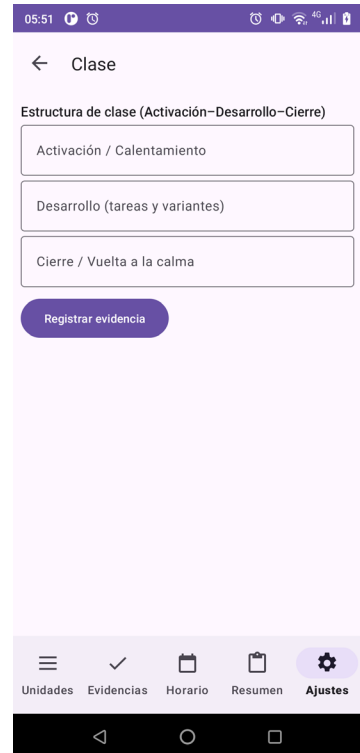 05:51
4G
Clase
Estructura de clase (Activación–Desarrollo–Cierre)
Activación / Calentamiento
Desarrollo (tareas y variantes)
Cierre / Vuelta a la calma
Registrar evidencia
Unidades Evidencias Horario Resumen Ajustes